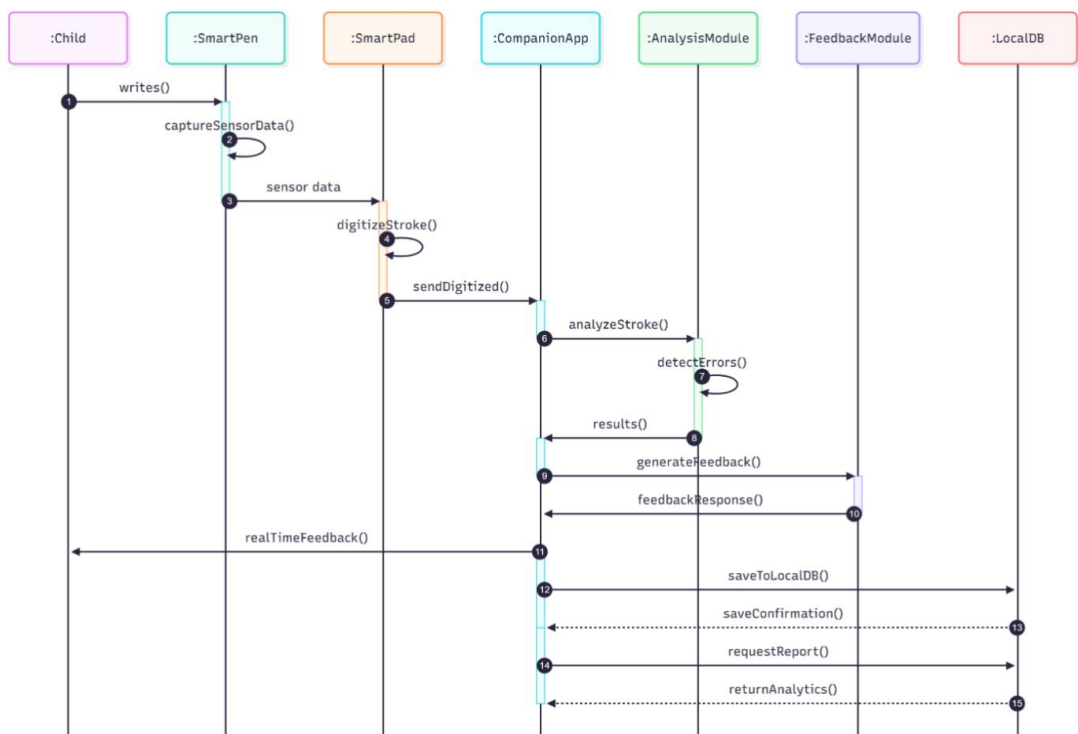 :Child
:SmartPen
:SmartPad
:CompanionApp
:AnalysisModule
:FeedbackModule
:LocalDB
1 writes()
captureSensorData()
2
3 sensor data
digitizeStroke()
4
5 sendDigitized()
6 analyzeStroke()
detectErrors()
7
results() 8
9 generateFeedback()
feedbackResponse() 10
realTimeFeedback() 11
12 saveToLocalDB()
saveConfirmation() 13
14 requestReport()
returnAnalytics() 15